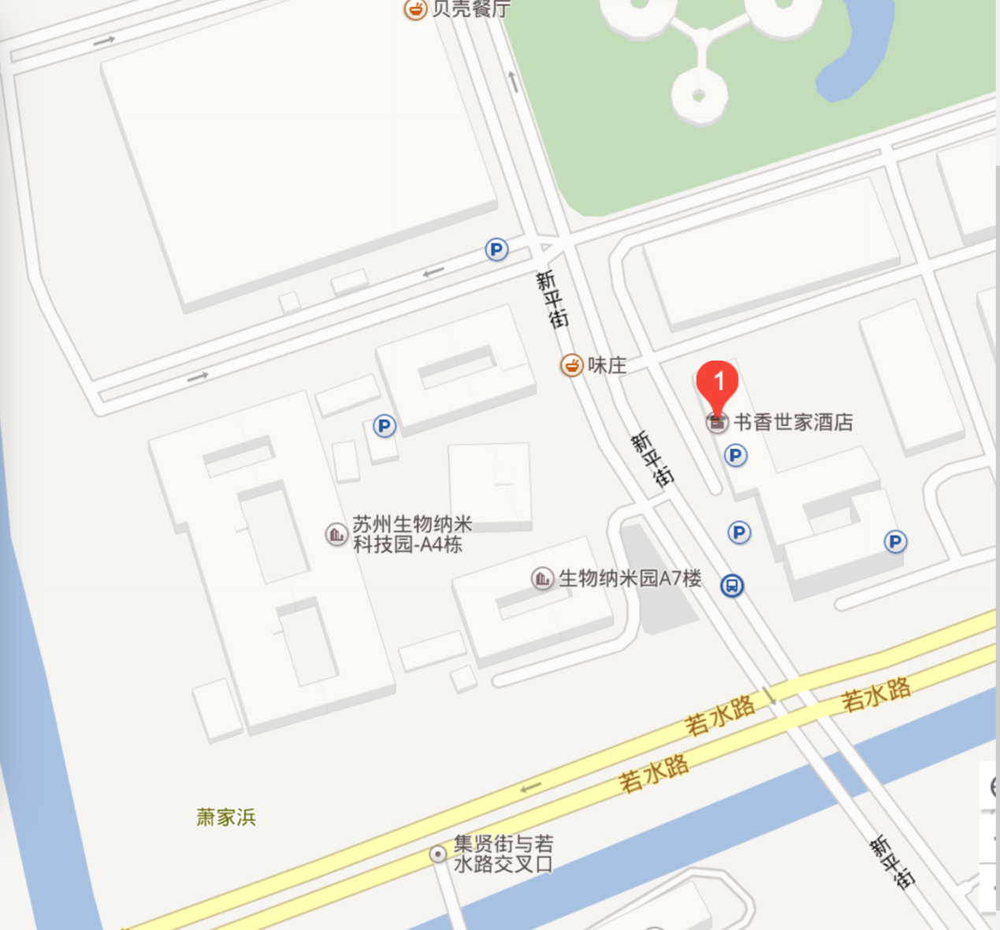 贝壳餐厅
P
新平街
味庄
1
书香世家酒店
P
P
新平街
苏州生物纳米
科技园-A4栋
P
P
生物纳米园A7楼
若水路
若水路
若水路
萧家浜
集贤街与若
水路交叉口
新平街